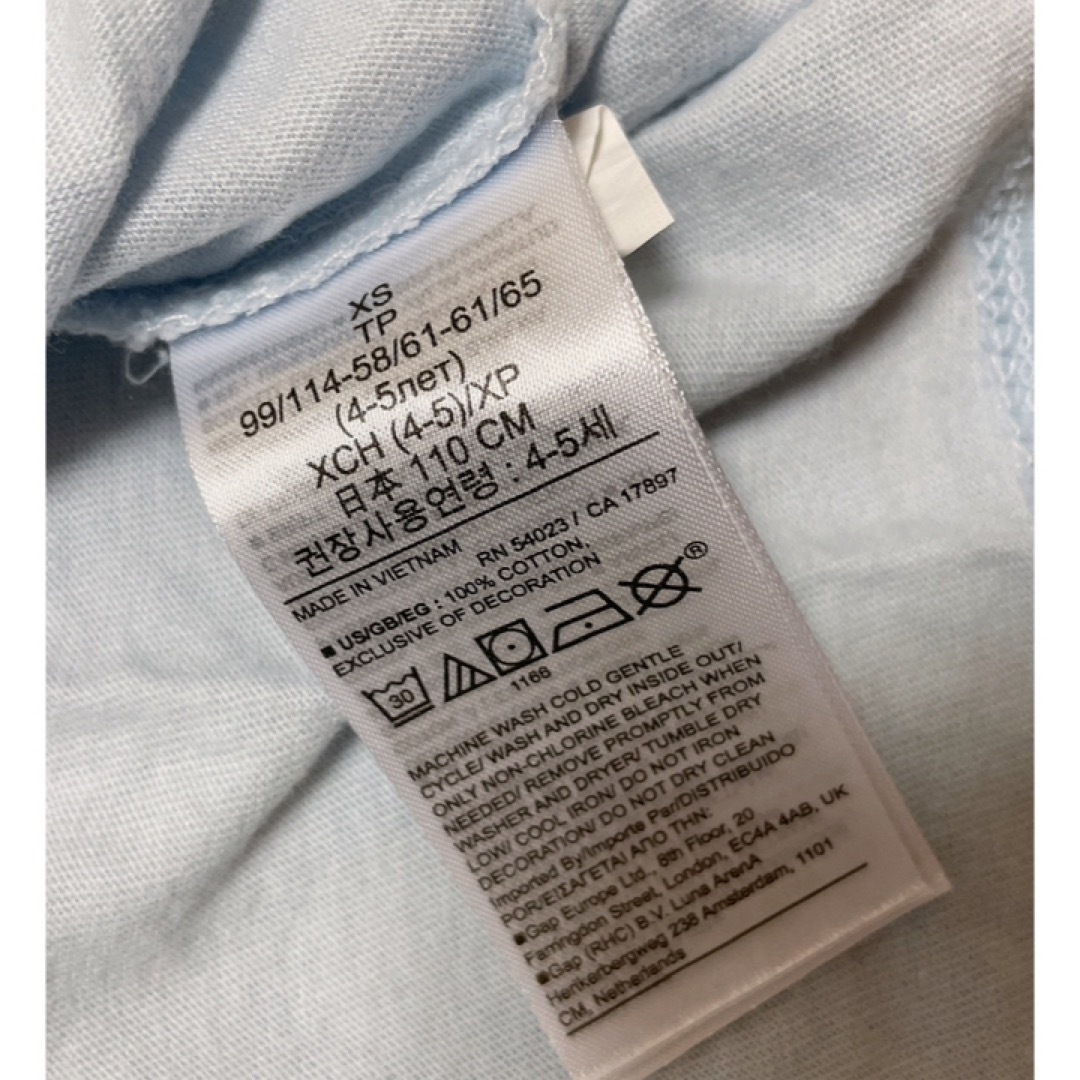 XS
TP
99/114-58/61-61/65
(4-5лет)
XCH (4-5)/XP
日本 110 CM
권장사용연령 : 4-5세
MADE IN VIETNAM RN 54023 / CA 17897
■ US/GB/EG : 100% COTTON,
EXCLUSIVE OF DECORATION
30 ®
1166
MACHINE WASH COLD GENTLE
CYCLE/ WASH AND DRY INSIDE OUT/
ONLY NON-CHLORINE BLEACH WHEN
NEEDED/ REMOVE PROMPTLY FROM
WASHER AND DRYER/ TUMBLE DRY
LOW/ COOL IRON/ DO NOT IRON
DECORATION/ DO NOT DRY CLEAN
Imported By/Importe Par/DISTRIBUIDO
POR/ΕΙΣΑΓΕΤΑΙ ΑΠΟ ΤΗΝ:
■Gap Europe Ltd., 8th Floor, 20
Farringdon Street, London, EC4A 4AB, UK
■Gap (RHC) B.V. Luna ArenA
Herikerbergweg 238 Amsterdam, 1101
CM, Netherlands